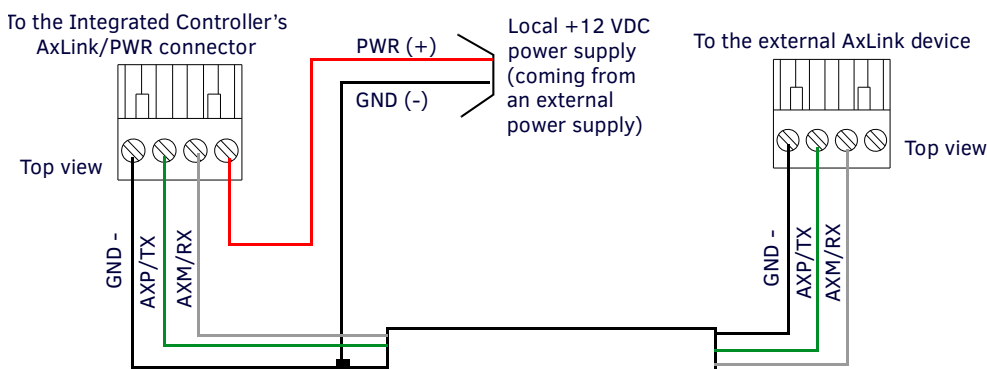 To the Integrated Controller's
AxLink/PWR connector
PWR (+)
GND (-)
Local +12 VDC
power supply
(coming from
an external
power supply)
To the external AxLink device
Top view
Top view
GND -
AXP/TX
AXM/RX
GND -
AXP/TX
AXM/RX